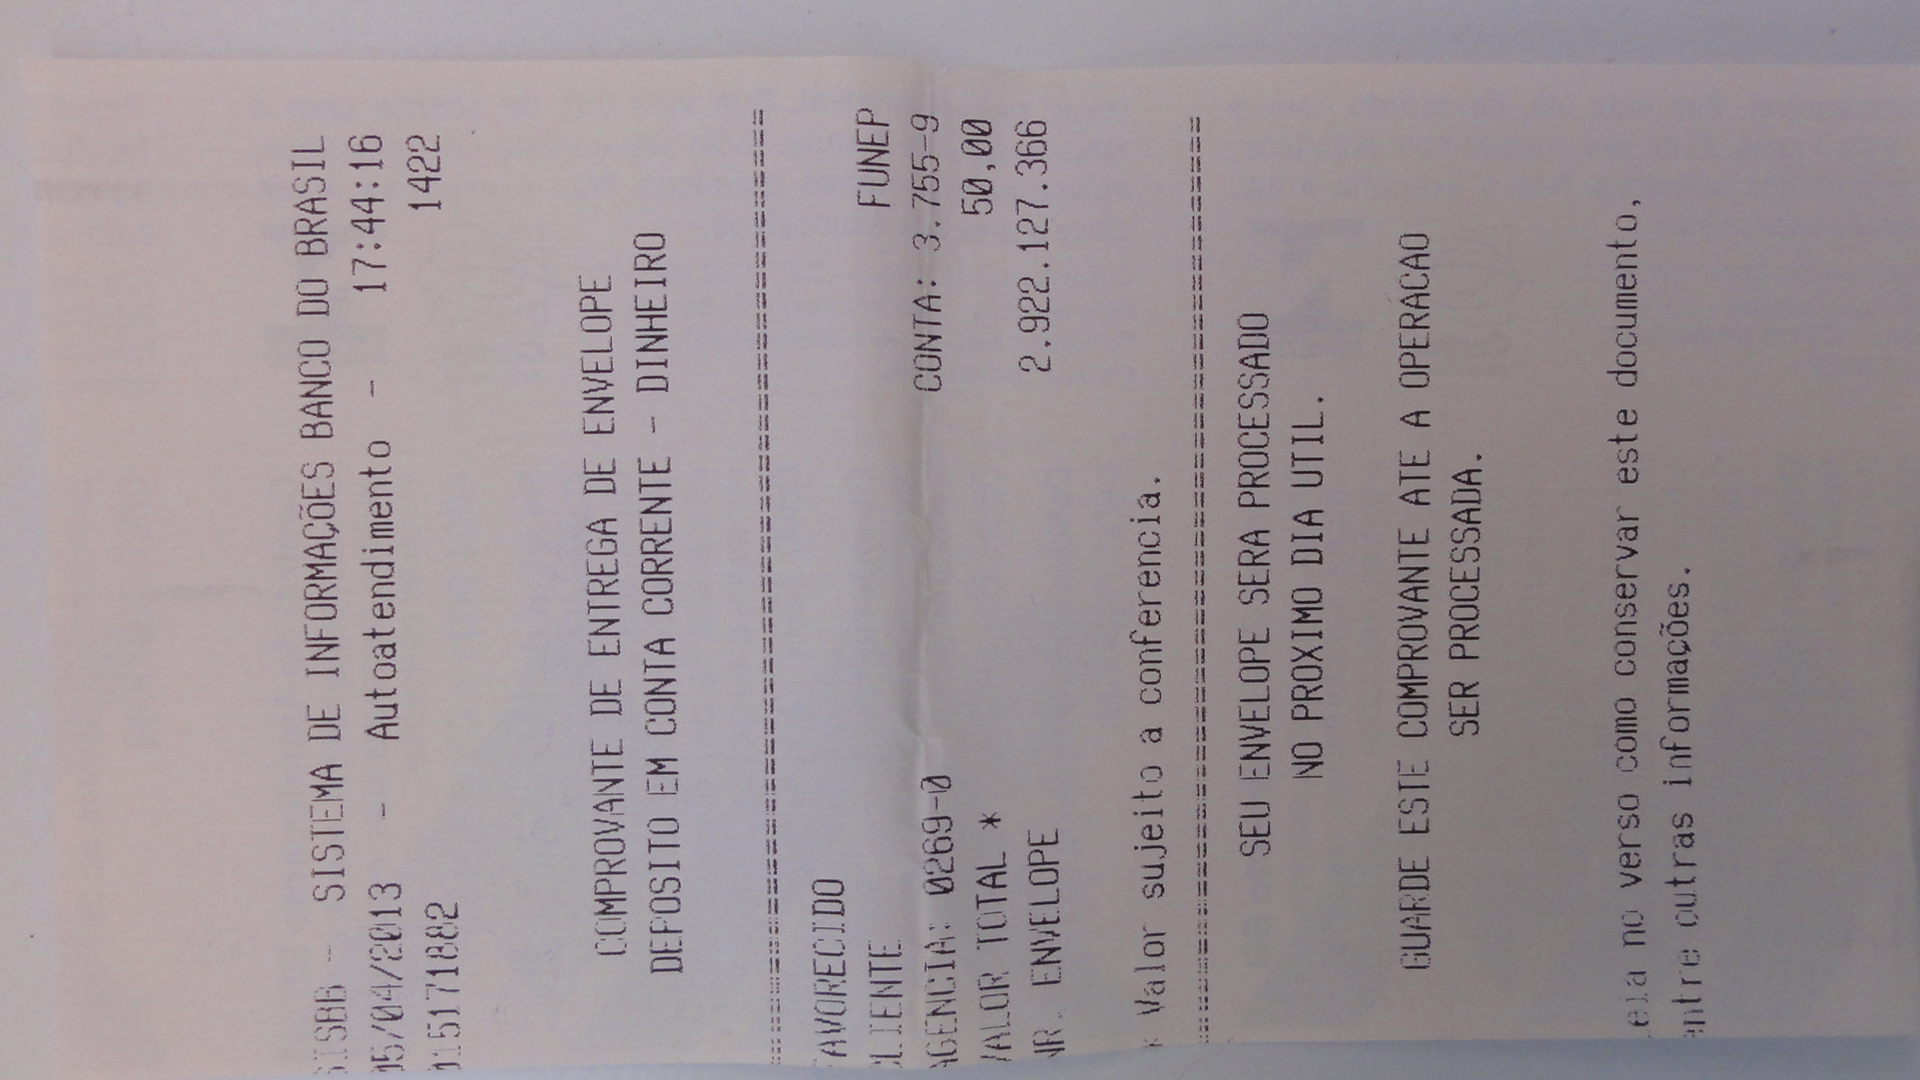 SISBB - SISTEMA DE INFORMAÇÕES BANCO DO BRASIL
05/04/2013 - Autoatendimento - 17:44:16
015171882 1422
COMPROVANTE DE ENTREGA DE ENVELOPE
DEPOSITO EM CONTA CORRENTE - DINHEIRO
================================================
FAVORECIDO
CLIENTE FUNEP
AGENCIA: 0269-0 CONTA: 3.755-9
VALOR TOTAL * 50,00
NR. ENVELOPE 2.922.127.366
* Valor sujeito a conferencia.
================================================
SEU ENVELOPE SERA PROCESSADO
NO PROXIMO DIA UTIL.
GUARDE ESTE COMPROVANTE ATE A OPERACAO
SER PROCESSADA.
eia no verso como conservar este documento,
entre outras informações.